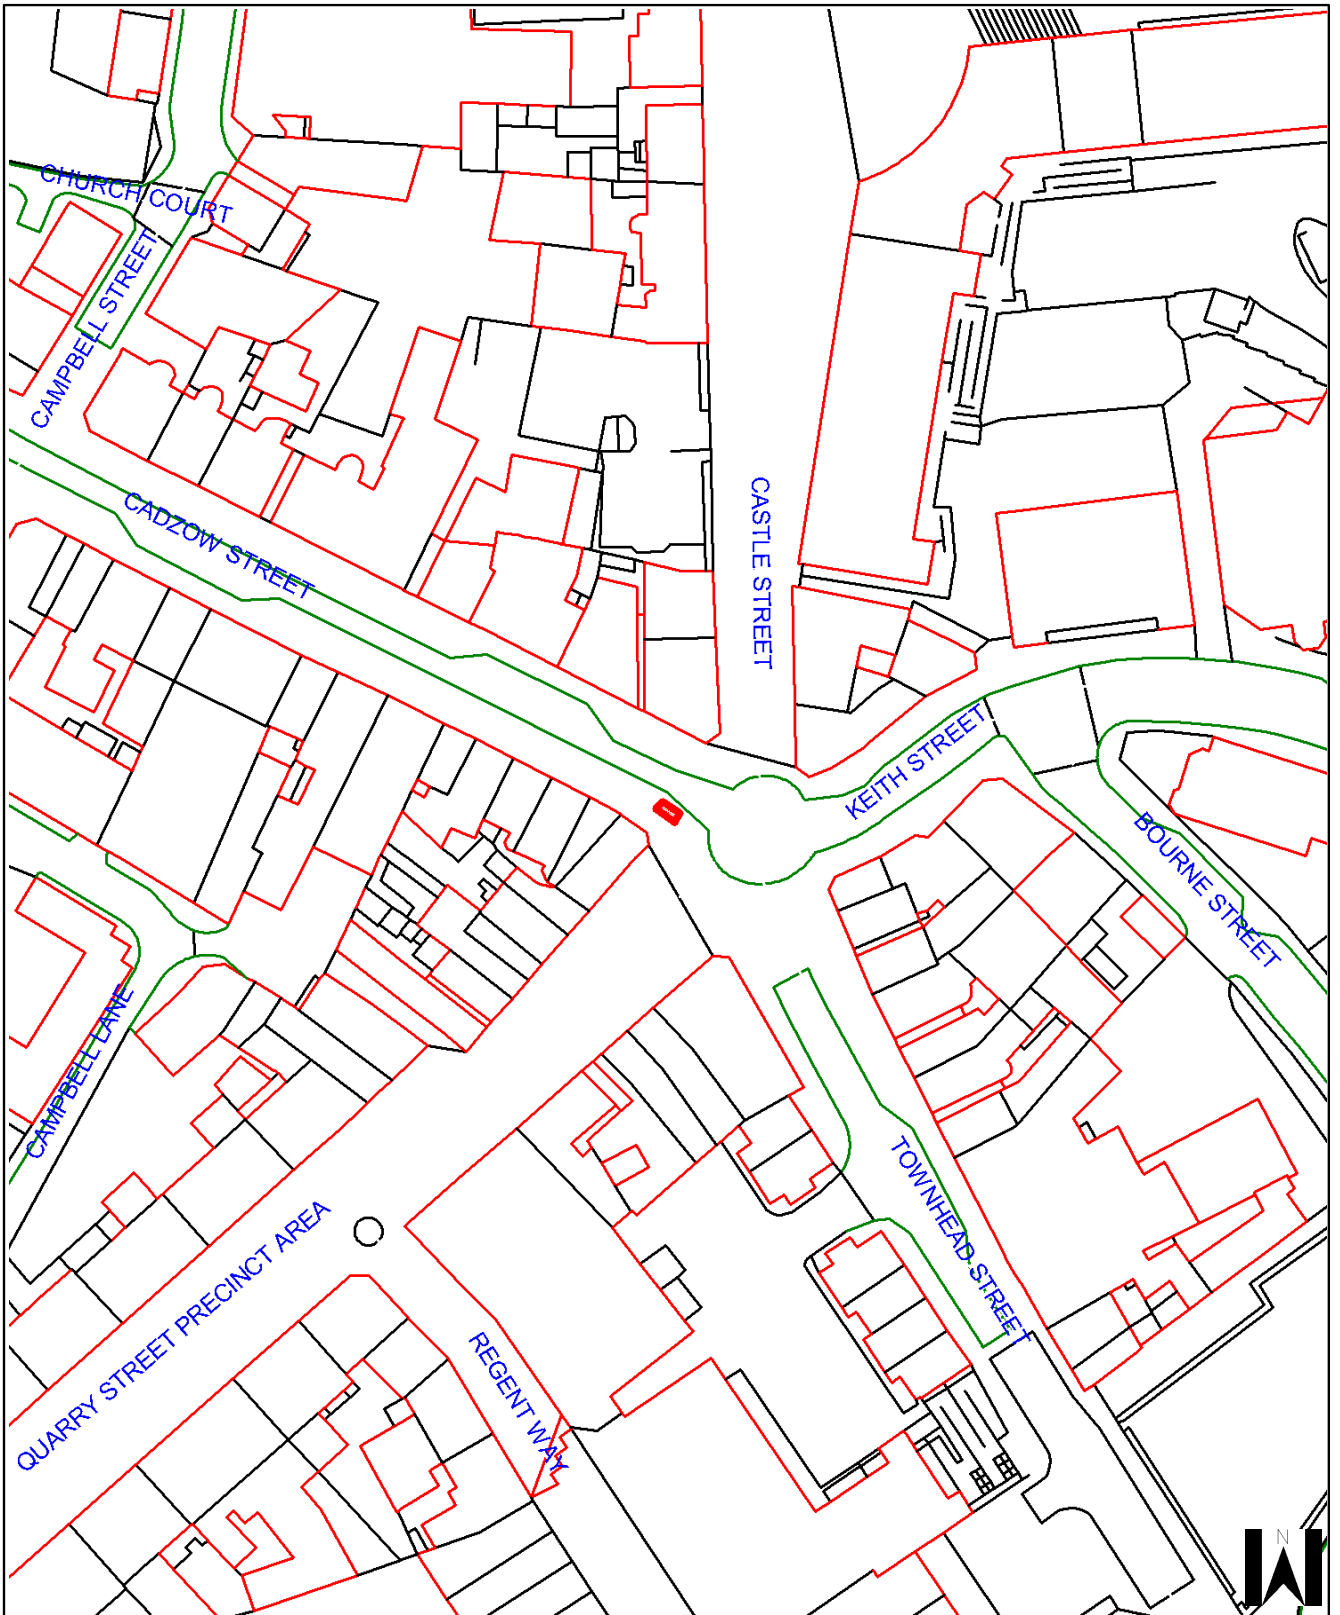 CHURCH COURT
CAMPBELL STREET
CADZOW STREET
CASTLE STREET
KEITH STREET
BOURNE STREET
CAMPBELL LANE
TOWNHEAD STREET
QUARRY STREET PRECINCT AREA
REGENT WAY
N